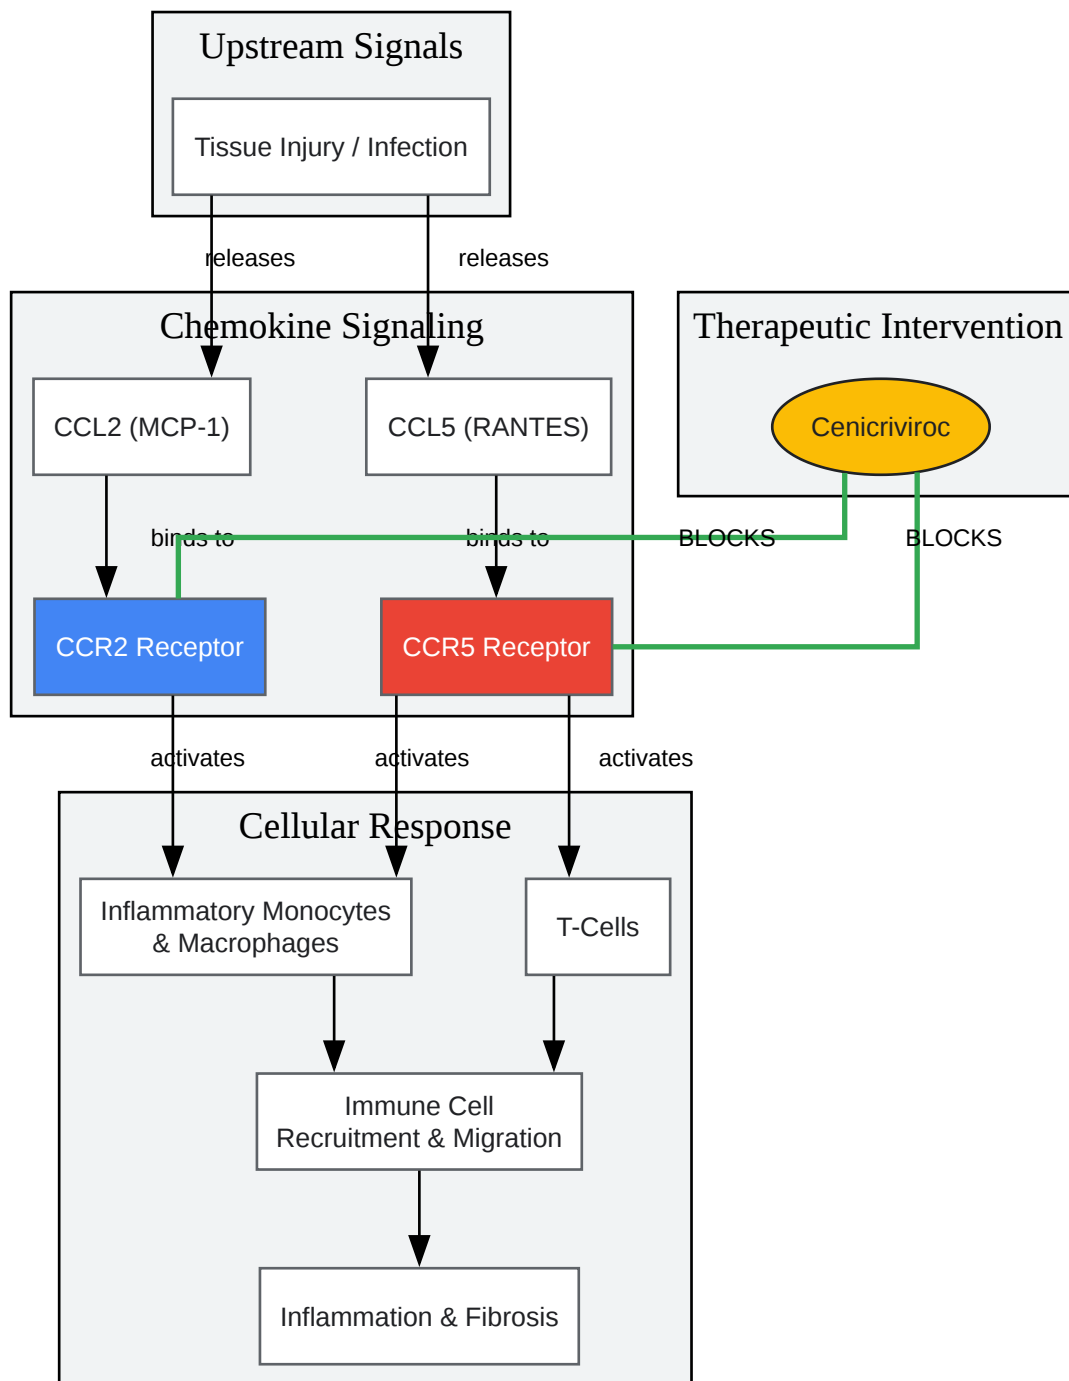 Upstream Signals
Tissue Injury / Infection
releases
releases
Chemokine Signaling
Therapeutic Intervention
CCL2 (MCP-1)
CCL5 (RANTES)
Cenicriviroc
binds to
binds to
BLOCKS
BLOCKS
CCR2 Receptor
CCR5 Receptor
activates
activates
activates
Cellular Response
Inflammatory Monocytes
& Macrophages
T-Cells
Immune Cell
Recruitment & Migration
Inflammation & Fibrosis